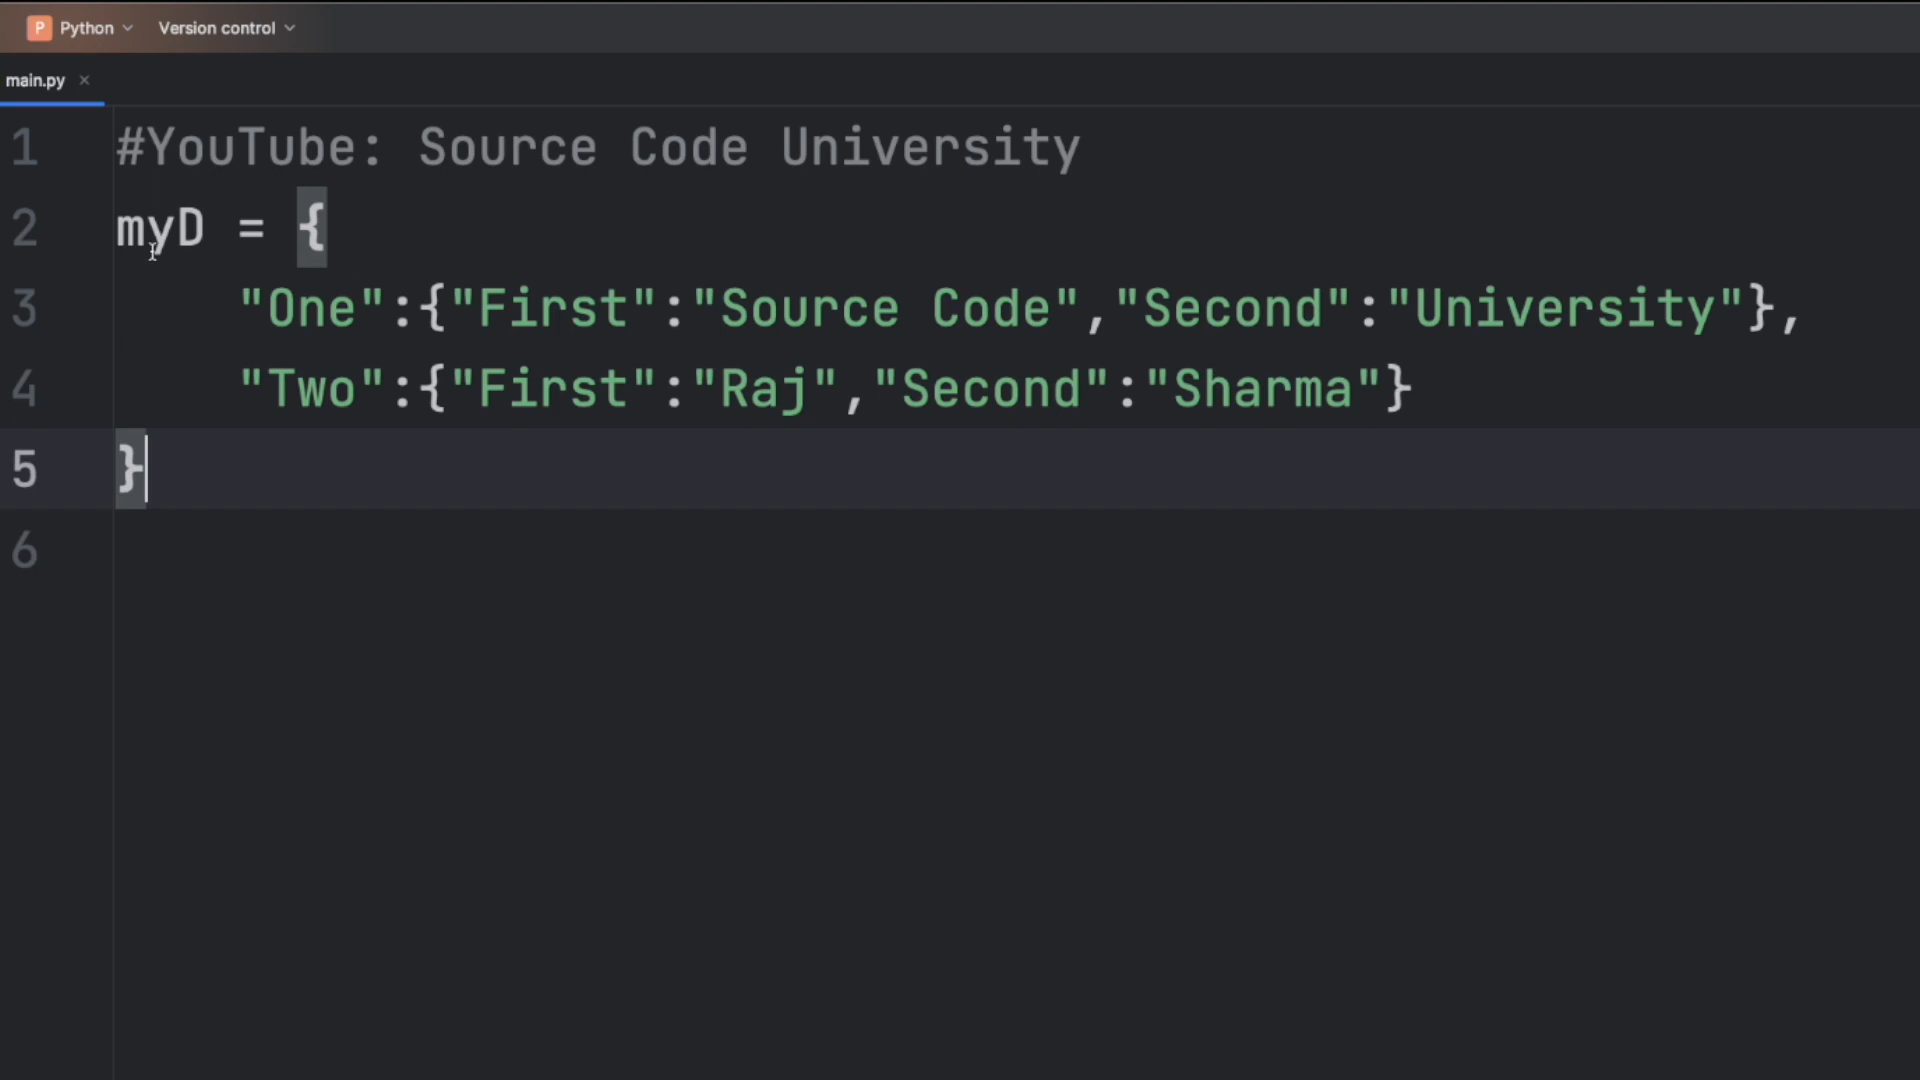 P Python Version control
main.py ×
1 #YouTube: Source Code University
2 myD = {
3 "One":{"First":"Source Code","Second":"University"},
4 "Two":{"First":"Raj","Second":"Sharma"}
5 }
6